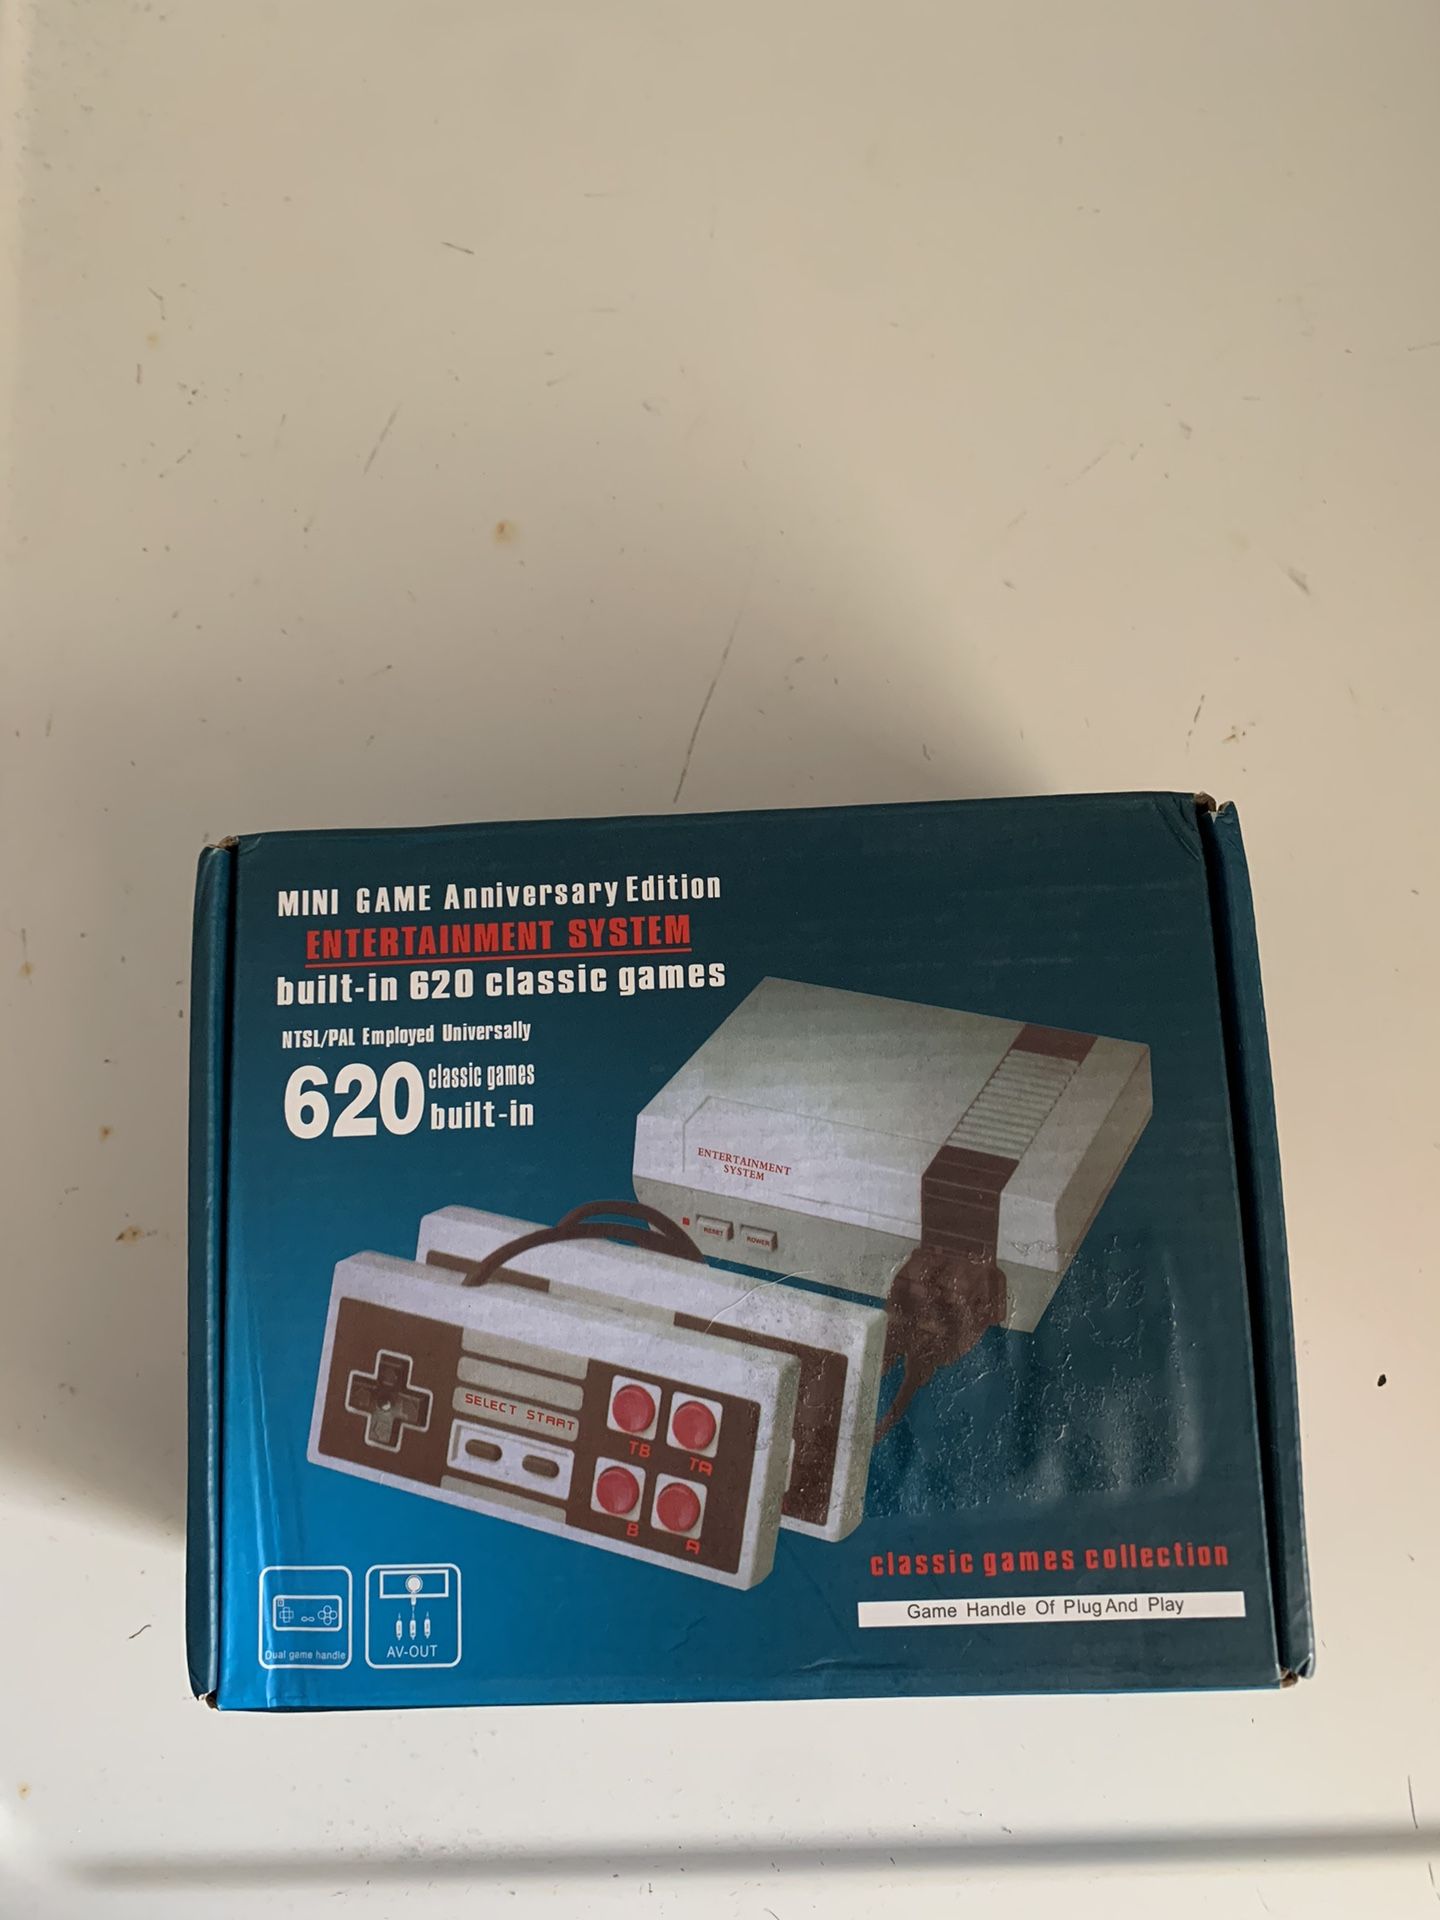 MINI GAME Anniversary Edition
ENTERTAINMENT SYSTEM
built-in 620 classic games
NTSL/PAL Employed Universally
620 classic games
built-in
ENTERTAINMENT
SYSTEM
RESET
POWER
SELECT START
TB
TA
B
A
classic games collection
Game Handle Of Plug And Play
Dual game handle
AV-OUT